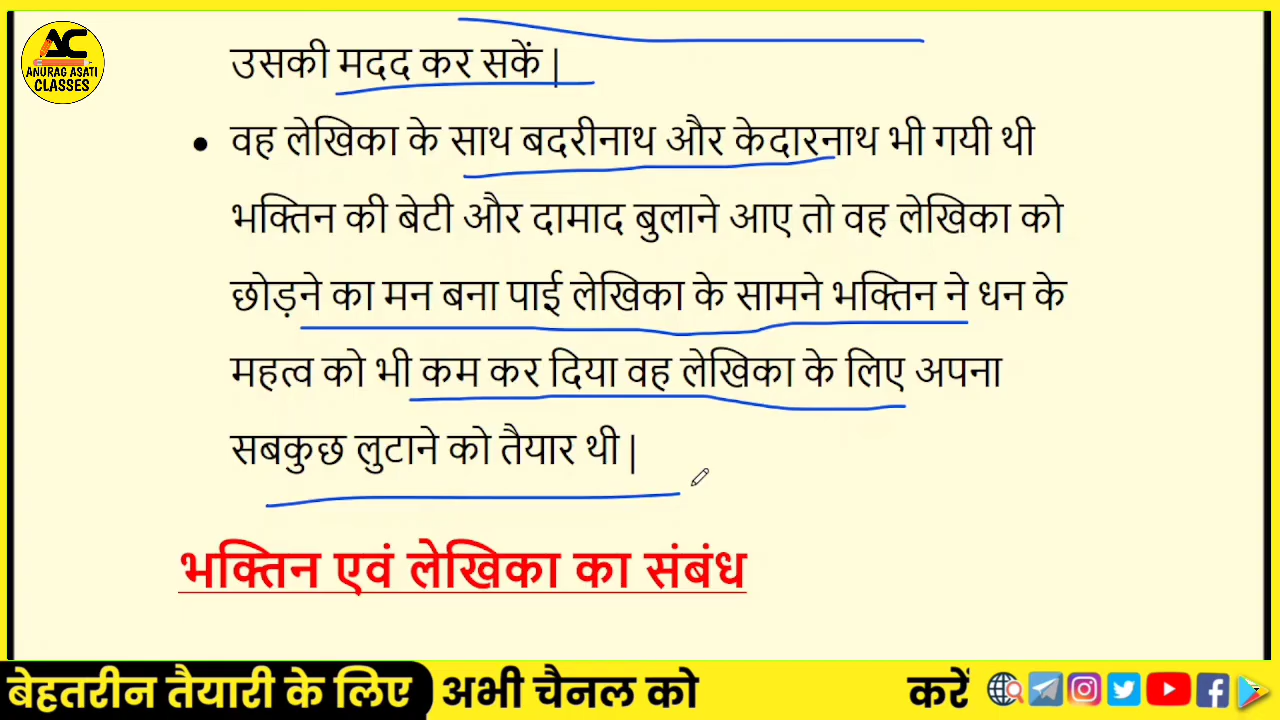 AC
ANURAG ASATI
CLASSES
उसकी मदद कर सकें |
• वह लेखिका के साथ बदरीनाथ और केदारनाथ भी गयी थी
भक्तिन की बेटी और दामाद बुलाने आए तो वह लेखिका को
छोड़ने का मन बना पाई लेखिका के सामने भक्तिन ने धन के
महत्व को भी कम कर दिया वह लेखिका के लिए अपना
सबकुछ लुटाने को तैयार थी |
भक्तिन एवं लेखिका का संबंध
बेहतरीन तैयारी के लिए अभी चैनल को करें